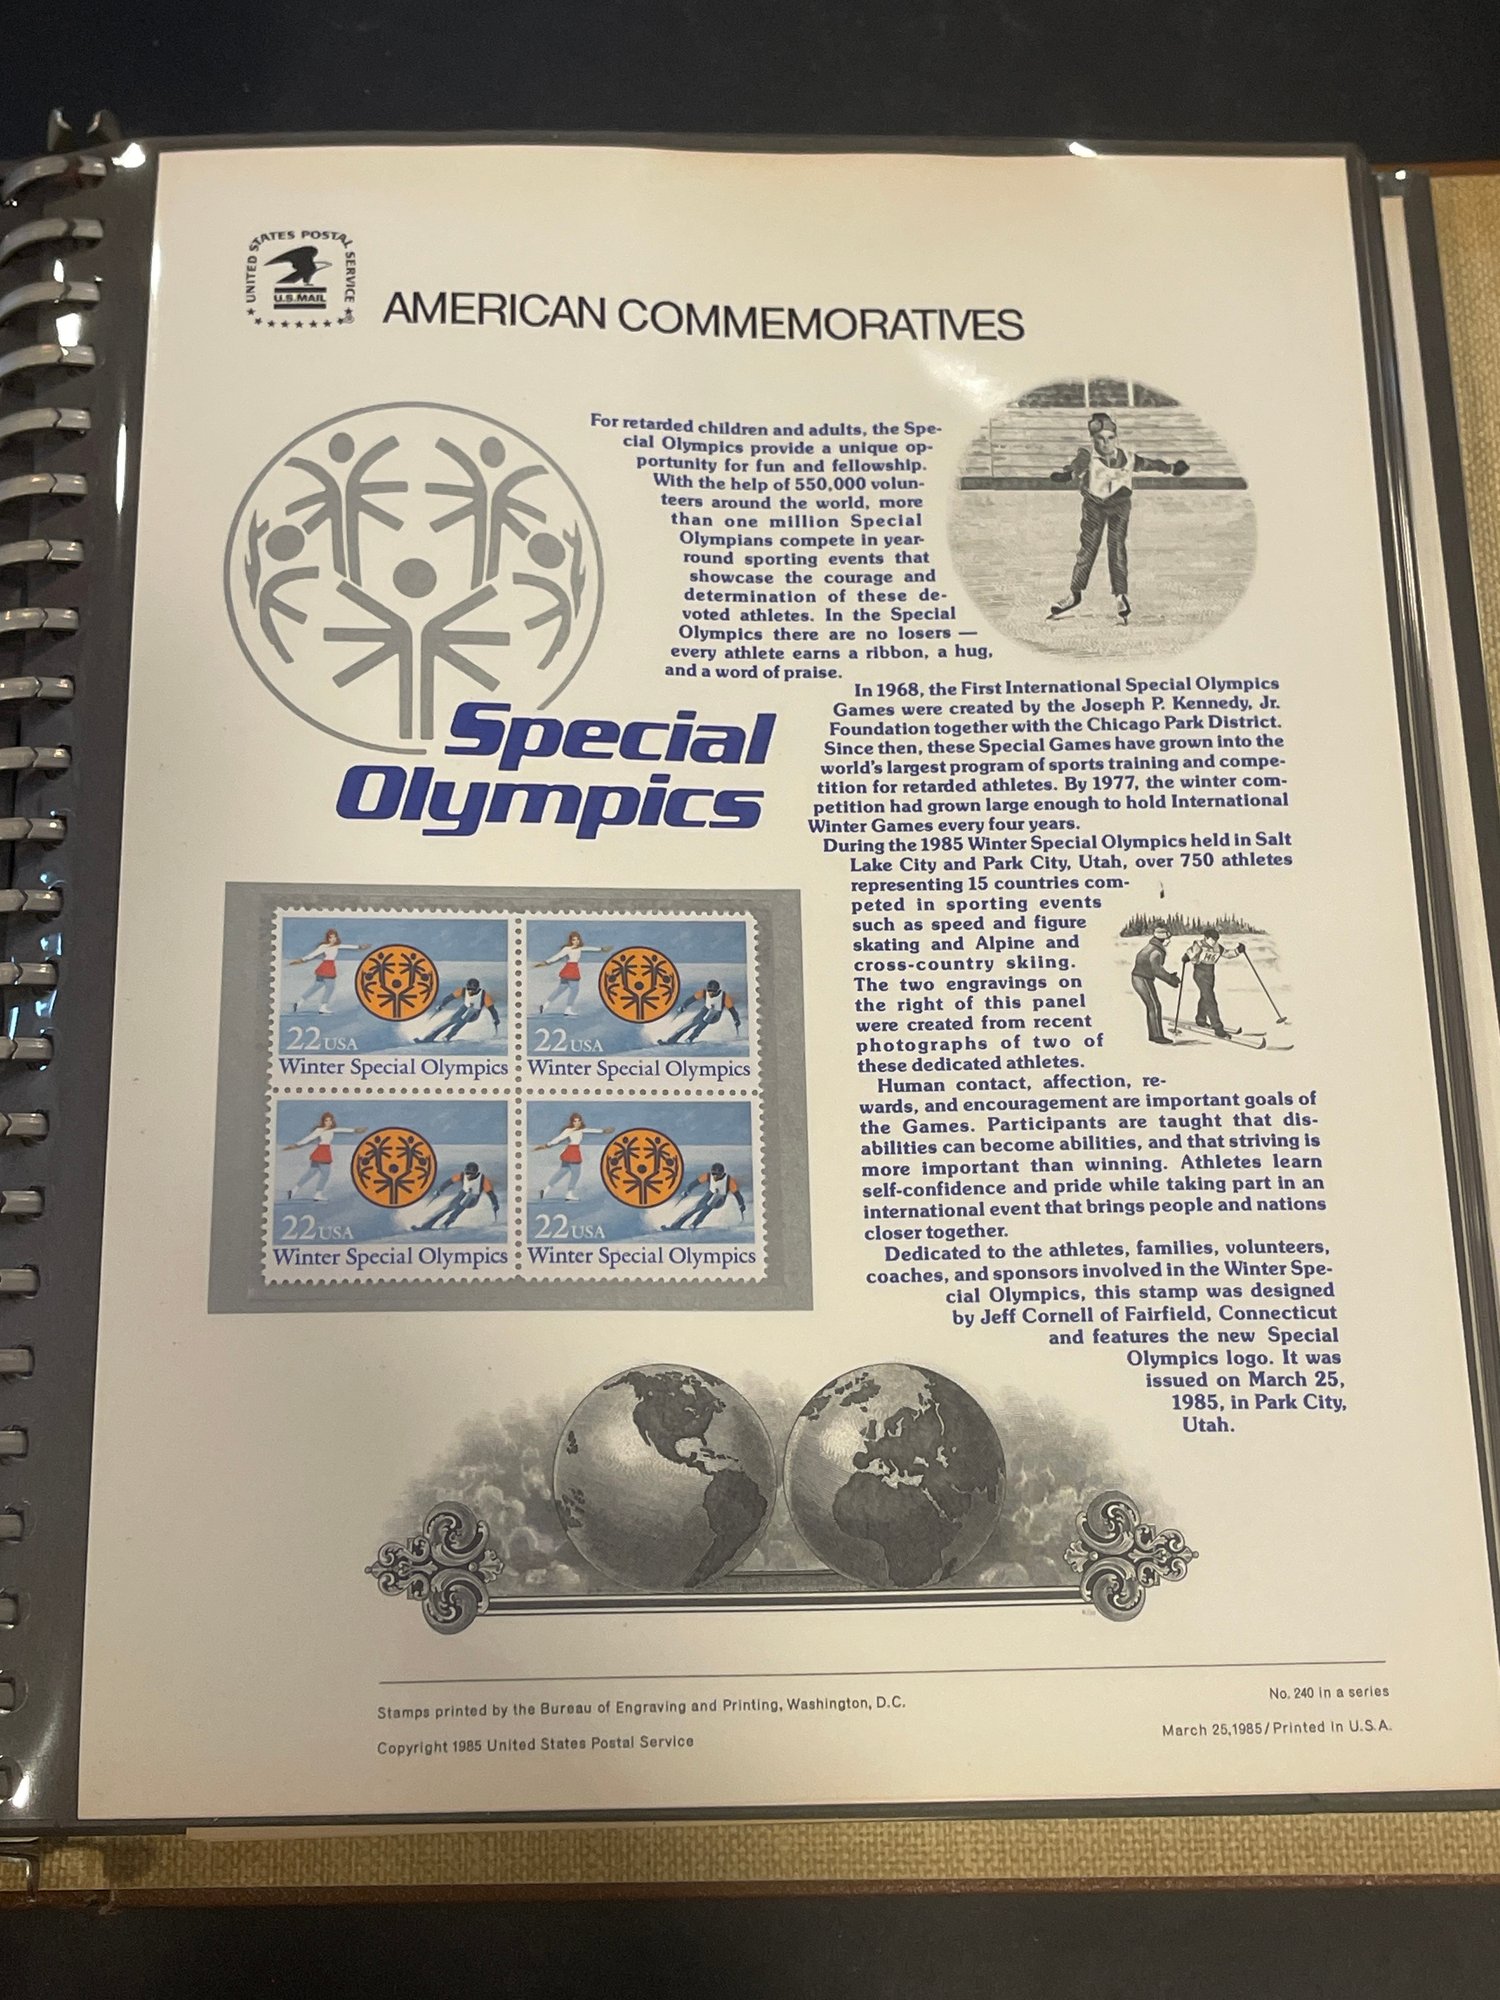 UNITED STATES POSTAL SERVICE
U.S.MAIL
®
AMERICAN COMMEMORATIVES
For retarded children and adults, the Spe-
cial Olympics provide a unique op-
portunity for fun and fellowship.
With the help of 550,000 volun-
teers around the world, more
than one million Special
Olympians compete in year-
round sporting events that
showcase the courage and
determination of these de-
voted athletes. In the Special
Olympics there are no losers —
every athlete earns a ribbon, a hug,
and a word of praise.
In 1968, the First International Special Olympics
Games were created by the Joseph P. Kennedy, Jr.
Foundation together with the Chicago Park District.
Since then, these Special Games have grown into the
world's largest program of sports training and compe-
tition for retarded athletes. By 1977, the winter com-
petition had grown large enough to hold International
Winter Games every four years.
During the 1985 Winter Special Olympics held in Salt
Lake City and Park City, Utah, over 750 athletes
representing 15 countries com-
peted in sporting events
such as speed and figure
skating and Alpine and
cross-country skiing.
The two engravings on
the right of this panel
were created from recent
photographs of two of
these dedicated athletes.
Human contact, affection, re-
wards, and encouragement are important goals of
the Games. Participants are taught that dis-
abilities can become abilities, and that striving is
more important than winning. Athletes learn
self-confidence and pride while taking part in an
international event that brings people and nations
closer together.
Dedicated to the athletes, families, volunteers,
coaches, and sponsors involved in the Winter Spe-
cial Olympics, this stamp was designed
by Jeff Cornell of Fairfield, Connecticut
and features the new Special
Olympics logo. It was
issued on March 25,
1985, in Park City,
Utah.
Special
Olympics
22 USA
Winter Special Olympics
22 USA
Winter Special Olympics
22 USA
Winter Special Olympics
22 USA
Winter Special Olympics
Stamps printed by the Bureau of Engraving and Printing, Washington, D.C.
Copyright 1985 United States Postal Service
No. 240 in a series
March 25,1985/Printed in U.S.A.